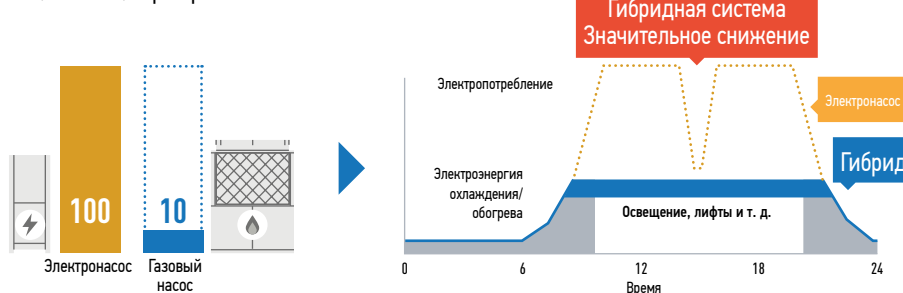 Гибридная система
Значительное снижение
Электропотребление
Электронасос
Электроэнергия
охлаждения/
обогрева
Гибрид
Освещение, лифты и т. д.
100
10
Электронасос
Газовый
насос
0
6
12
18
24
Время